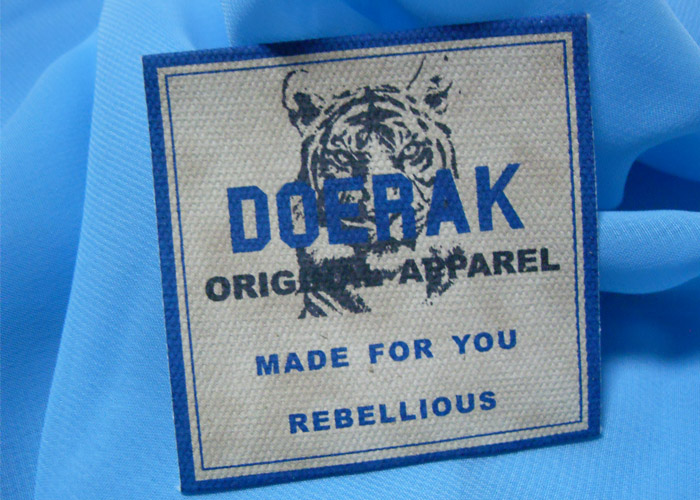 DOERAK
ORIGINAL APPAREL
MADE FOR YOU
REBELLIOUS